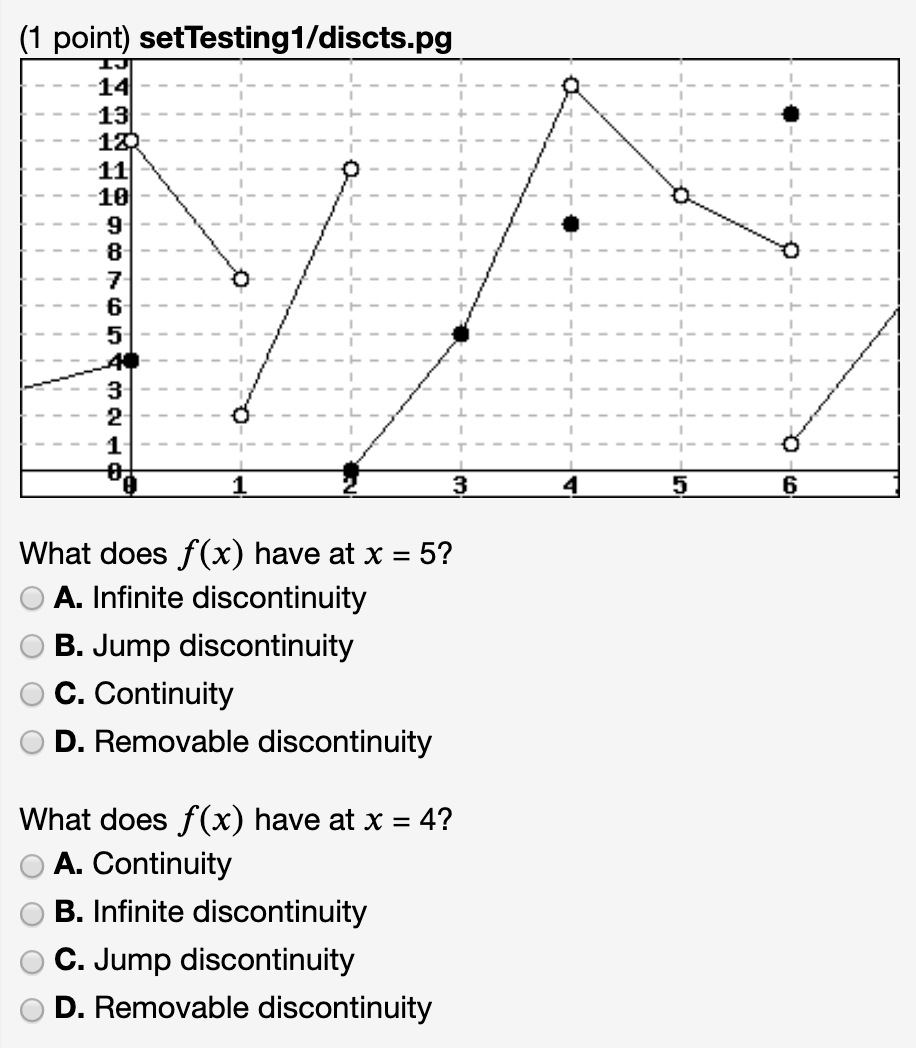 (1 point) setTesting1/discts.pg
15
14
13
12
11
10
9
8
7
6
5
4
3
2
1
0
0 1 2 3 4 5 6
What does f(x) have at x = 5?
A. Infinite discontinuity
B. Jump discontinuity
C. Continuity
D. Removable discontinuity
What does f(x) have at x = 4?
A. Continuity
B. Infinite discontinuity
C. Jump discontinuity
D. Removable discontinuity